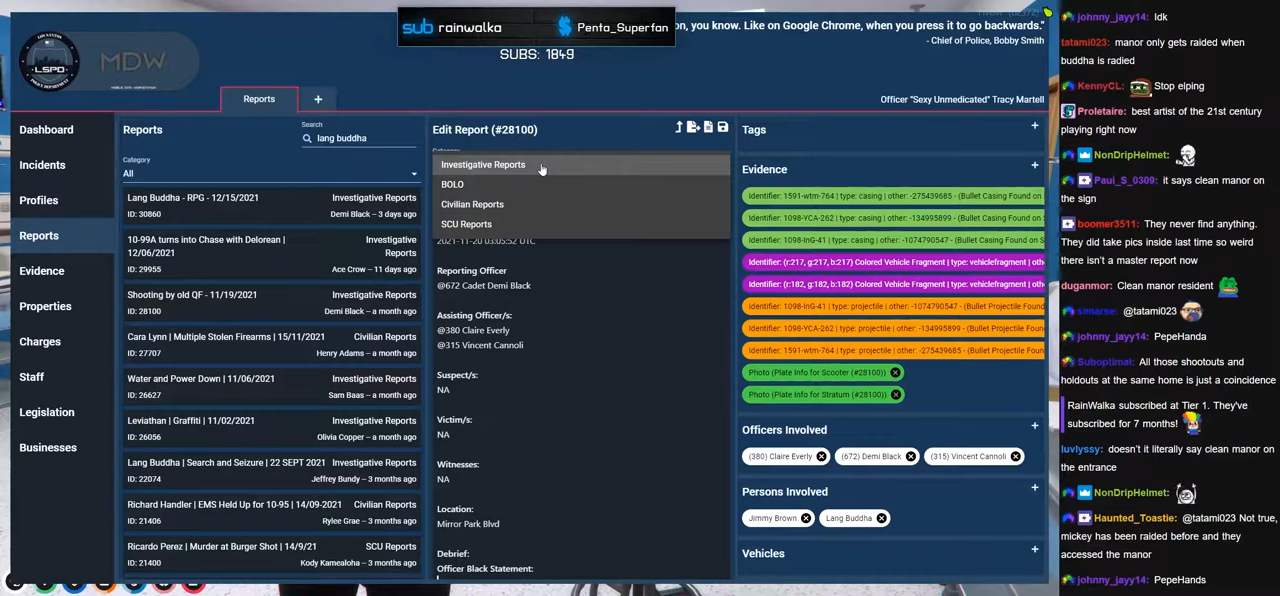 sub rainwalka
Penta_Superfan
SUBS: 1849
on, you know. Like on Google Chrome, when you press it to go backwards."
- Chief of Police, Bobby Smith
LSPD
MDW
Reports
+
Officer "Sexy Unmedicated" Tracy Martell
Dashboard
Incidents
Profiles
Reports
Evidence
Properties
Charges
Staff
Legislation
Businesses
Reports
Search
lang buddha
Category
All
Lang Buddha - RPG - 12/15/2021 Investigative Reports
ID: 30860 Demi Black – 3 days ago
10-99A turns into Chase with Delorean | Investigative
12/06/2021 Reports
ID: 29955 Ace Crow – 11 days ago
Shooting by old QF - 11/19/2021 Investigative Reports
ID: 28100 Demi Black – a month ago
Cara Lynn | Multiple Stolen Firearms | 15/11/2021 Civilian Reports
ID: 27707 Henry Adams – a month ago
Water and Power Down | 11/06/2021 Investigative Reports
ID: 26627 Sam Baas – a month ago
Leviathan | Graffiti | 11/02/2021 Investigative Reports
ID: 26056 Olivia Copper – a month ago
Lang Buddha | Search and Seizure | 22 SEPT 2021 Investigative Reports
ID: 22074 Jeffrey Bundy – 3 months ago
Richard Handler | EMS Held Up for 10-95 | 14/09/2021 Civilian Reports
ID: 21406 Rylee Grae – 3 months ago
Ricardo Perez | Murder at Burger Shot | 14/9/21 SCU Reports
ID: 21400 Kody Kamealoha – 3 months ago
Edit Report (#28100)
Investigative Reports
BOLO
Civilian Reports
SCU Reports
2021-11-20 03:05:52 UTC
Reporting Officer
@672 Cadet Demi Black
Assisting Officer/s:
@380 Claire Everly
@315 Vincent Cannoli
Suspect/s:
NA
Victim/s:
NA
Witnesses:
NA
Location:
Mirror Park Blvd
Debrief:
Officer Black Statement:
Tags
+
Evidence
+
Identifier: 1591-wtm-764 | type: casing | other: -275439685 - (Bullet Casing Found on
Identifier: 1098-YCA-262 | type: casing | other: -134995899 - (Bullet Casing Found on S
Identifier: 1098-InG-41 | type: casing | other: -1074790547 - (Bullet Casing Found on S
Identifier: (r:217, g:217, b:217) Colored Vehicle Fragment | type: vehiclefragment | oth
Identifier: (r:182, g:182, b:182) Colored Vehicle Fragment | type: vehiclefragment | oth
Identifier: 1098-InG-41 | type: projectile | other: -1074790547 - (Bullet Projectile Foun
Identifier: 1098-YCA-262 | type: projectile | other: -134995899 - (Bullet Projectile Foun
Identifier: 1591-wtm-764 | type: projectile | other: -275439685 - (Bullet Projectile Foun
Photo (Plate Info for Scooter (#28100))
Photo (Plate Info for Stratum (#28100))
Officers Involved
+
(380) Claire Everly (672) Demi Black (315) Vincent Cannoli
Persons Involved
+
Jimmy Brown Lang Buddha
Vehicles
+
johnny_jayy14: Idk
tatami023: manor only gets raided when
buddha is radied
KennyCL: Stop elping
Proletaire: best artist of the 21st century
playing right now
NonDripHelmet:
Paui_S_0309: it says clean manor on
the sign
boomer3511: They never find anything.
They did take pics inside last time so weird
there isn't a master report now
duganmor: Clean manor resident
simarse: @tatami023
johnny_jayy14: PepeHanda
Suboptimal: All those shootouts and
holdouts at the same home is just a coincidence
RainWalka subscribed at Tier 1. They've
subscribed for 7 months!
luvlyssy: doesn't it literally say clean manor on
the entrance
NonDripHelmet:
Haunted_Toastie: @tatami023 Not true,
mickey has been raided before and they
accessed the manor
johnny_jayy14: PepeHands